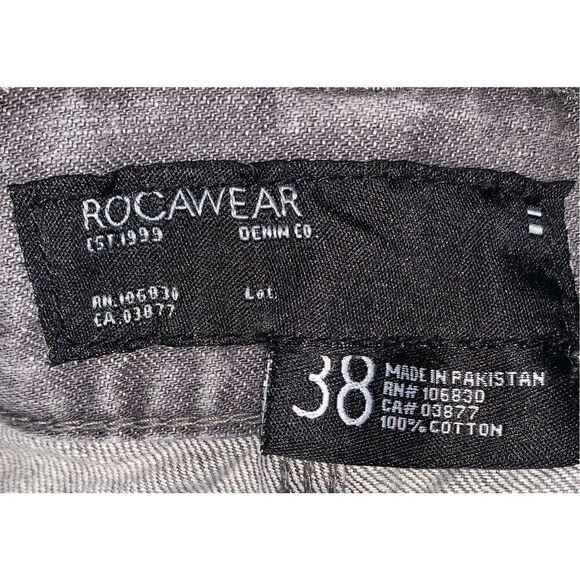 ROCAWEAR
EST.1999 DENIM CO.
RN.106830 Lot
CA.03877
38
MADE IN PAKISTAN
RN# 106830
CA# 03877
100% COTTON